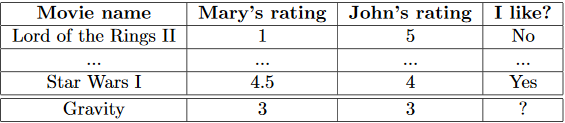 Movie name Mary's rating John's rating I like?
Lord of the Rings II 1 5 No
... ... ... ...
Star Wars I 4.5 4 Yes
Gravity 3 3 ?